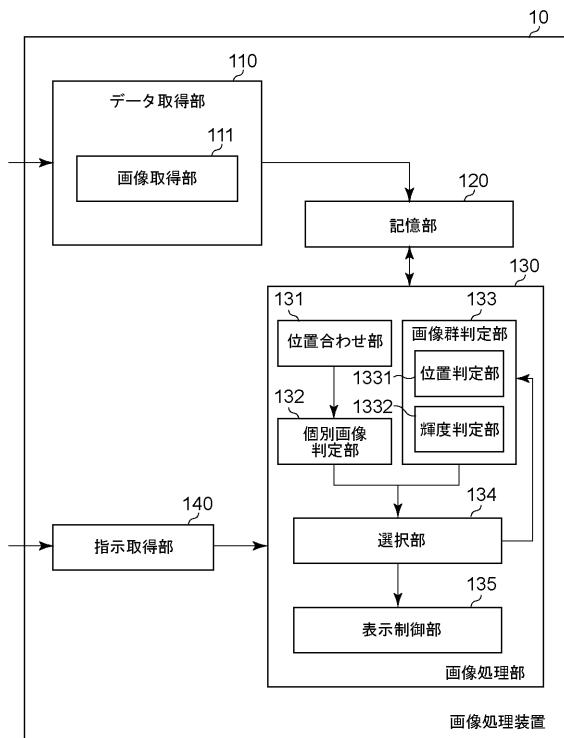 10
110
データ取得部
111
画像取得部
120
記憶部
130
131
位置合わせ部
133
画像群判定部
1331
位置判定部
132
個別画像
判定部
1332
輝度判定部
140
指示取得部
134
選択部
135
表示制御部
画像処理部
画像処理装置